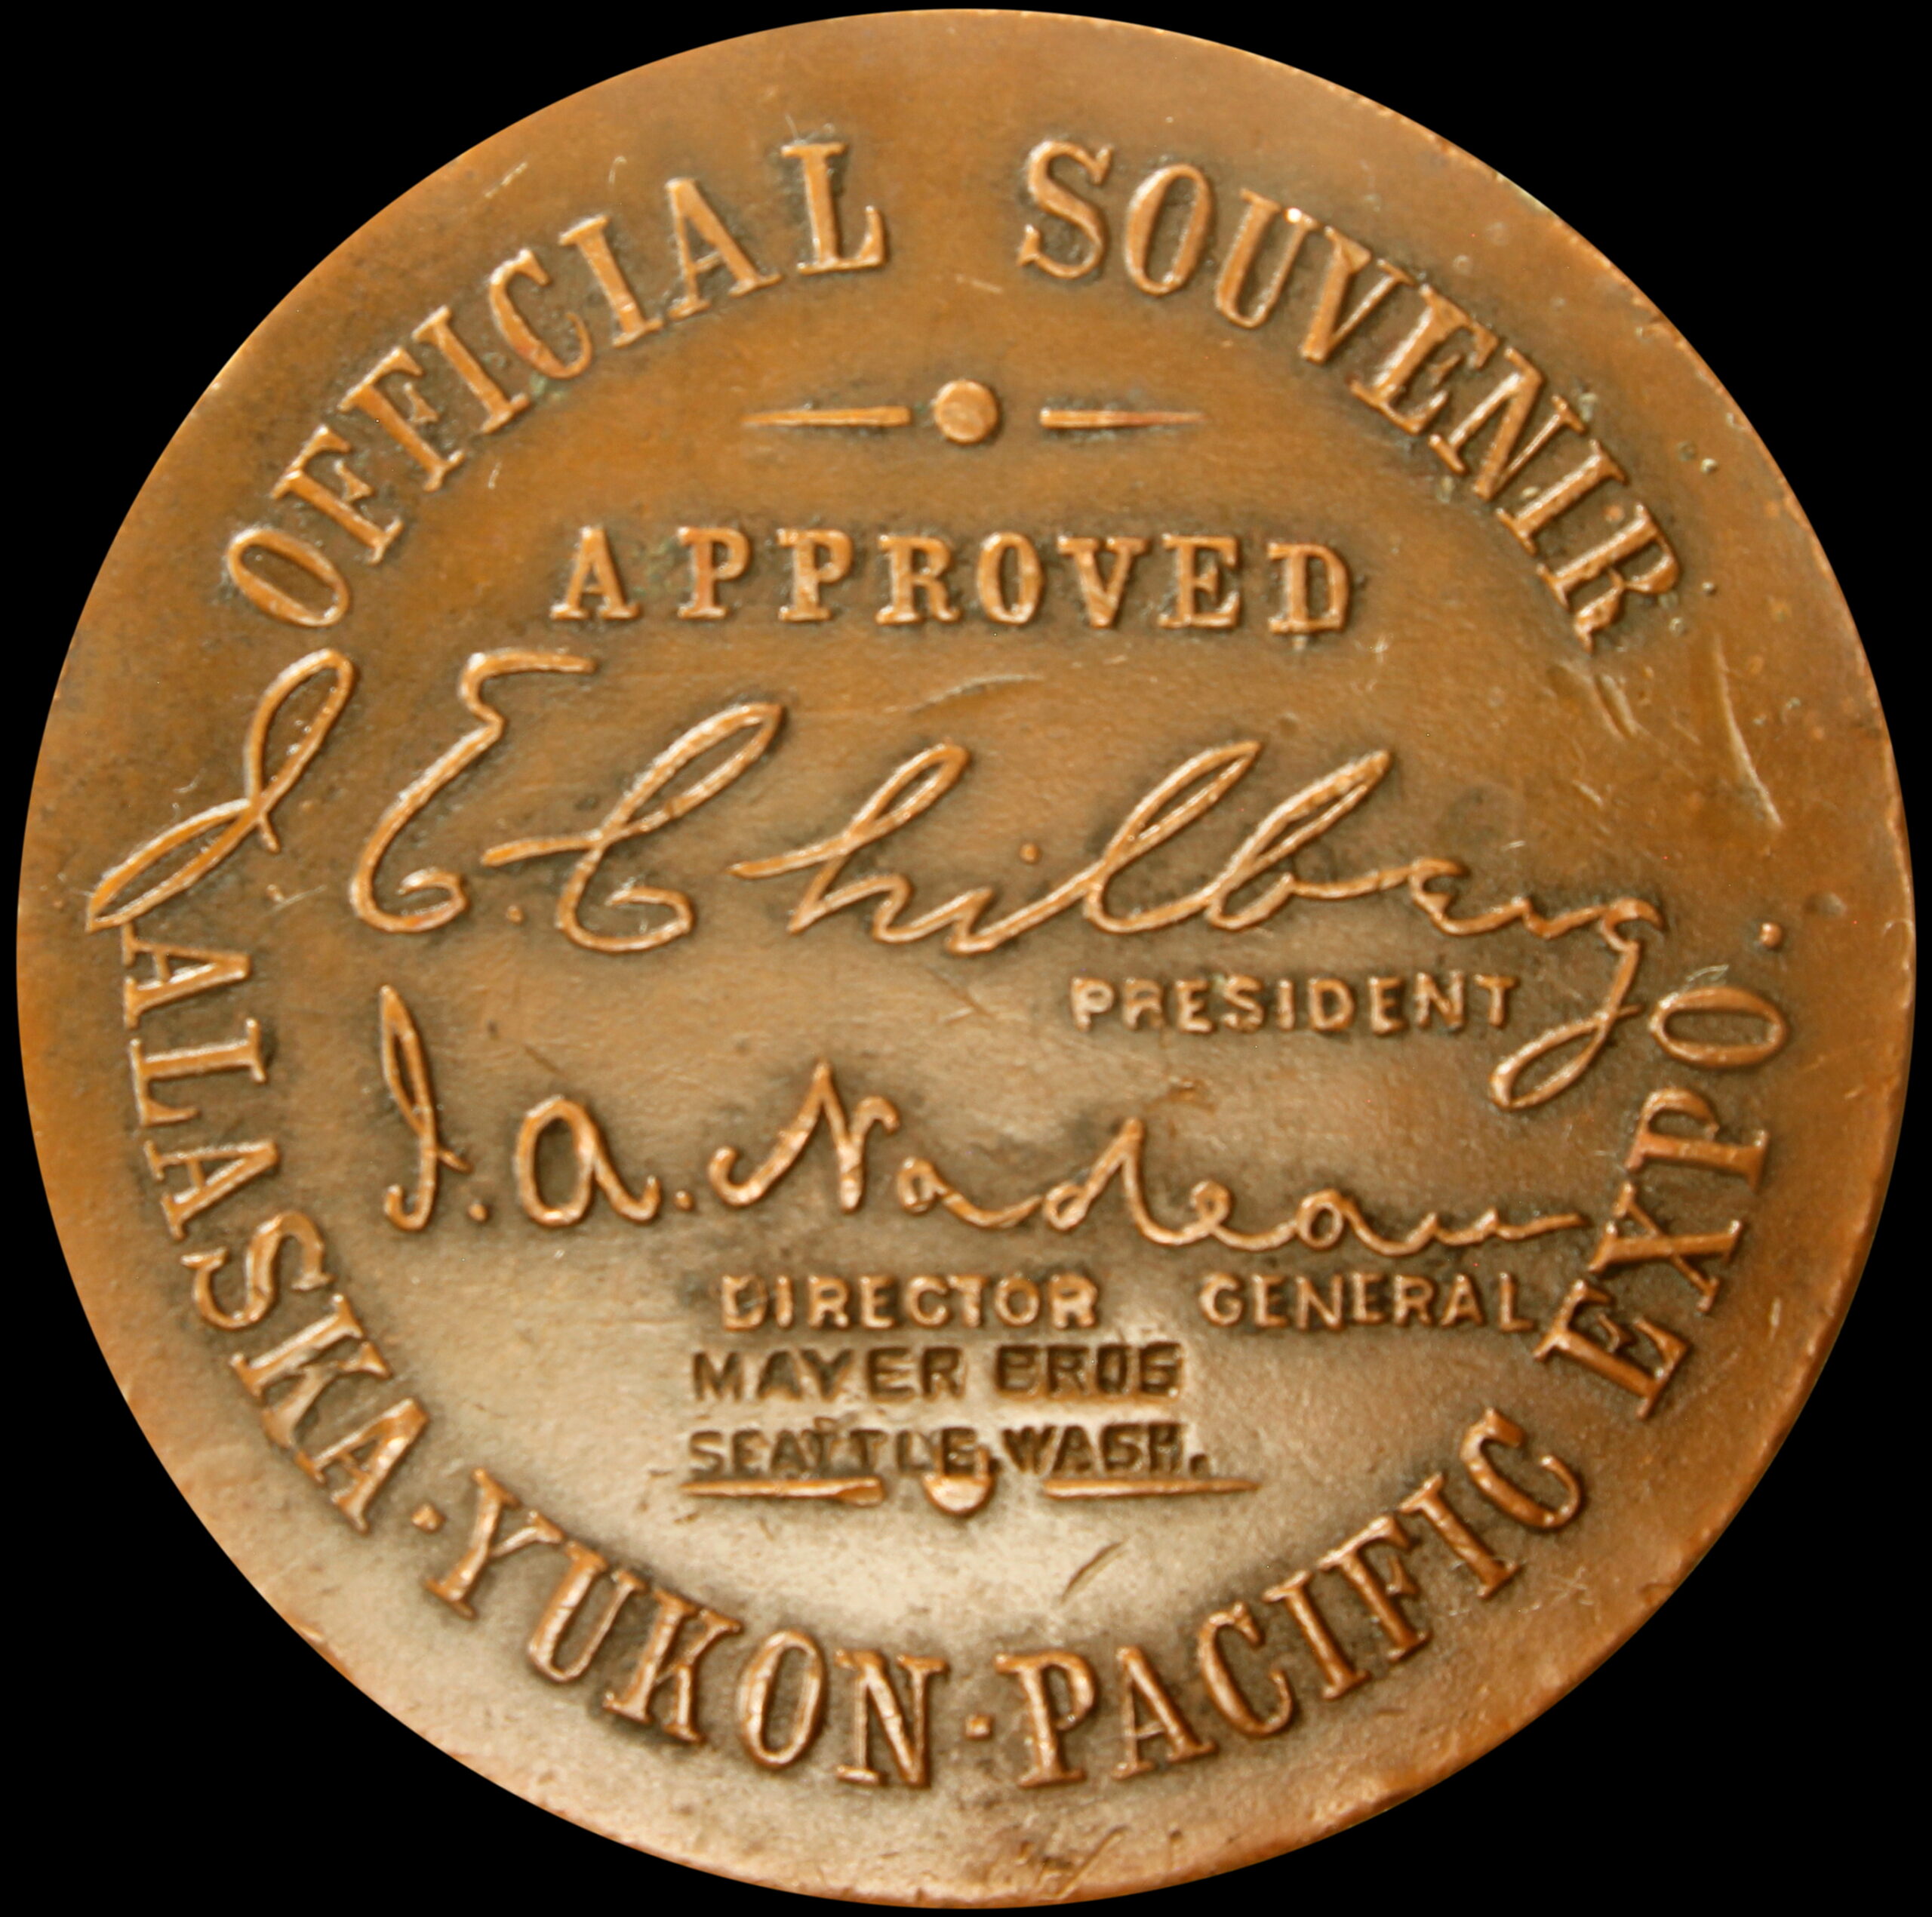 OFFICIAL SOUVENIR
APPROVED
J. E. Chilberg
PRESIDENT
I. A. Nadeau
DIRECTOR GENERAL
MAYER BROS
SEATTLE, WASH.
ALASKA·YUKON·PACIFIC EXPO.